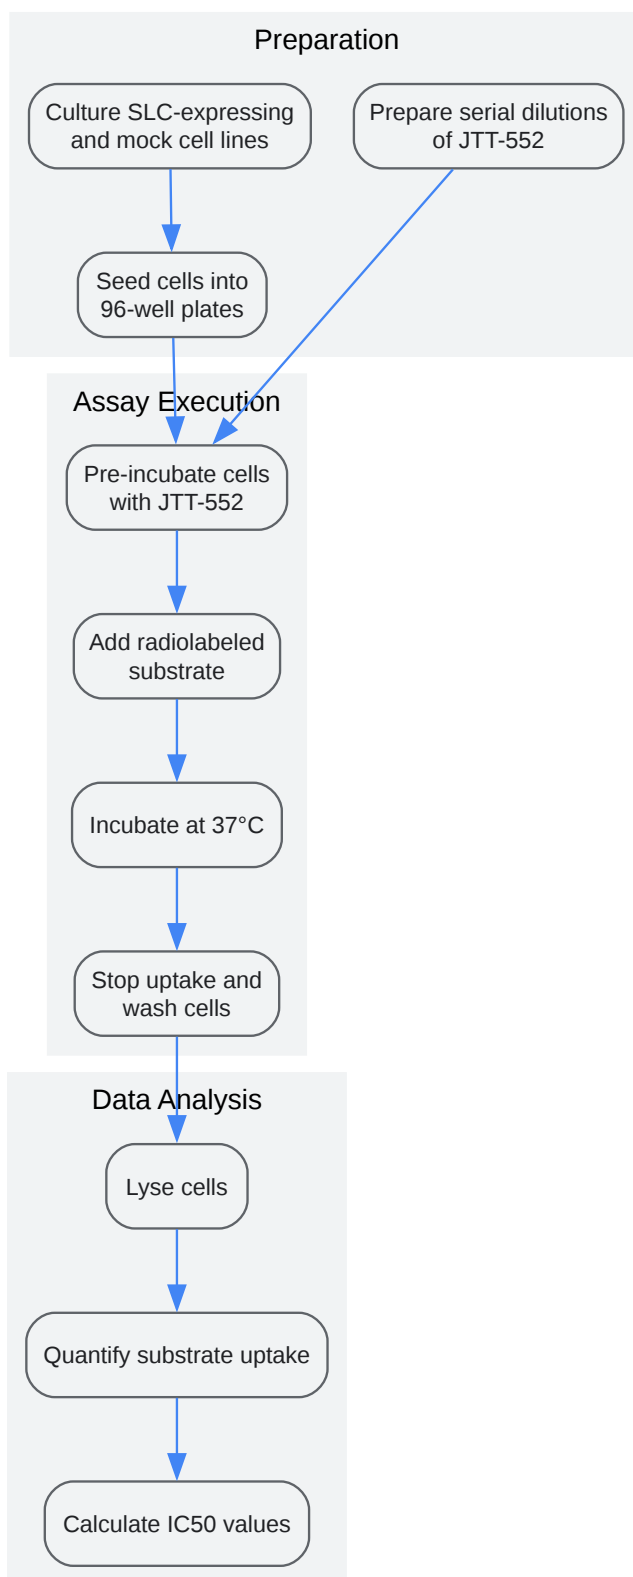 Preparation
Culture SLC-expressing
and mock cell lines
Prepare serial dilutions
of JTT-552
Seed cells into
96-well plates
Assay Execution
Pre-incubate cells
with JTT-552
Add radiolabeled
substrate
Incubate at 37°C
Stop uptake and
wash cells
Data Analysis
Lyse cells
Quantify substrate uptake
Calculate IC50 values